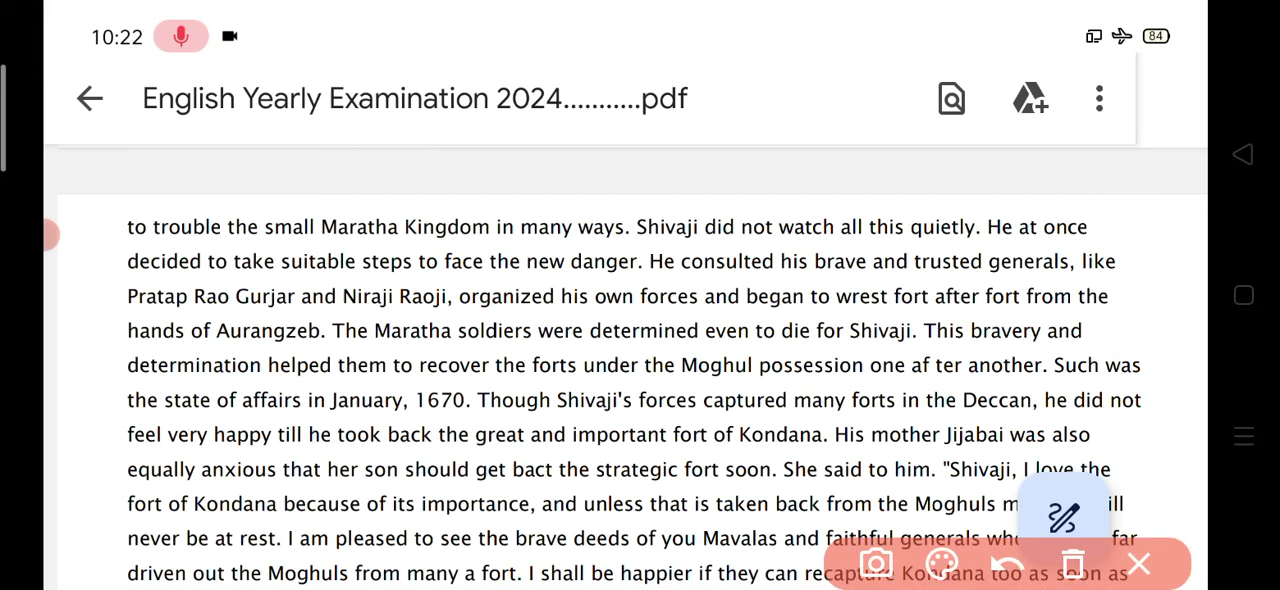 10:22
84
English Yearly Examination 2024...........pdf
to trouble the small Maratha Kingdom in many ways. Shivaji did not watch all this quietly. He at once
decided to take suitable steps to face the new danger. He consulted his brave and trusted generals, like
Pratap Rao Gurjar and Niraji Raoji, organized his own forces and began to wrest fort after fort from the
hands of Aurangzeb. The Maratha soldiers were determined even to die for Shivaji. This bravery and
determination helped them to recover the forts under the Moghul possession one af ter another. Such was
the state of affairs in January, 1670. Though Shivaji's forces captured many forts in the Deccan, he did not
feel very happy till he took back the great and important fort of Kondana. His mother Jijabai was also
equally anxious that her son should get bact the strategic fort soon. She said to him. "Shivaji, I love the
fort of Kondana because of its importance, and unless that is taken back from the Moghuls
never be at rest. I am pleased to see the brave deeds of you Mavalas and faithful generals far
driven out the Moghuls from many a fort. I shall be happier if they can recapture Kondana too as soon as